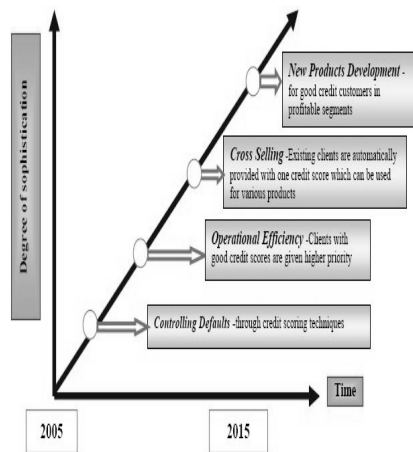 Degree of sophistication
New Products Development -
for good credit customers in
profitable segments
Cross Selling -Existing clients are automatically
provided with one credit score which can be used
for various products
Operational Efficiency -Clients with
good credit scores are given higher priority
Controlling Defaults -through credit scoring techniques
Time
2005
2015